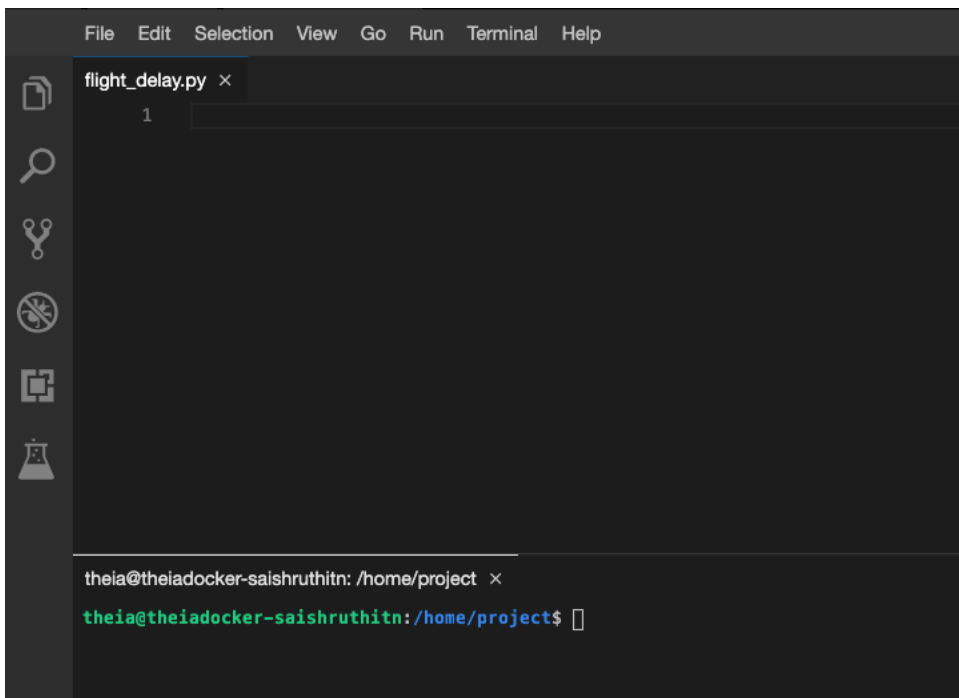 File Edit Selection View Go Run Terminal Help
flight_delay.py ×
1
theia@theiadocker-saishruthitn: /home/project ×
theia@theiadocker-saishruthitn:/home/project$